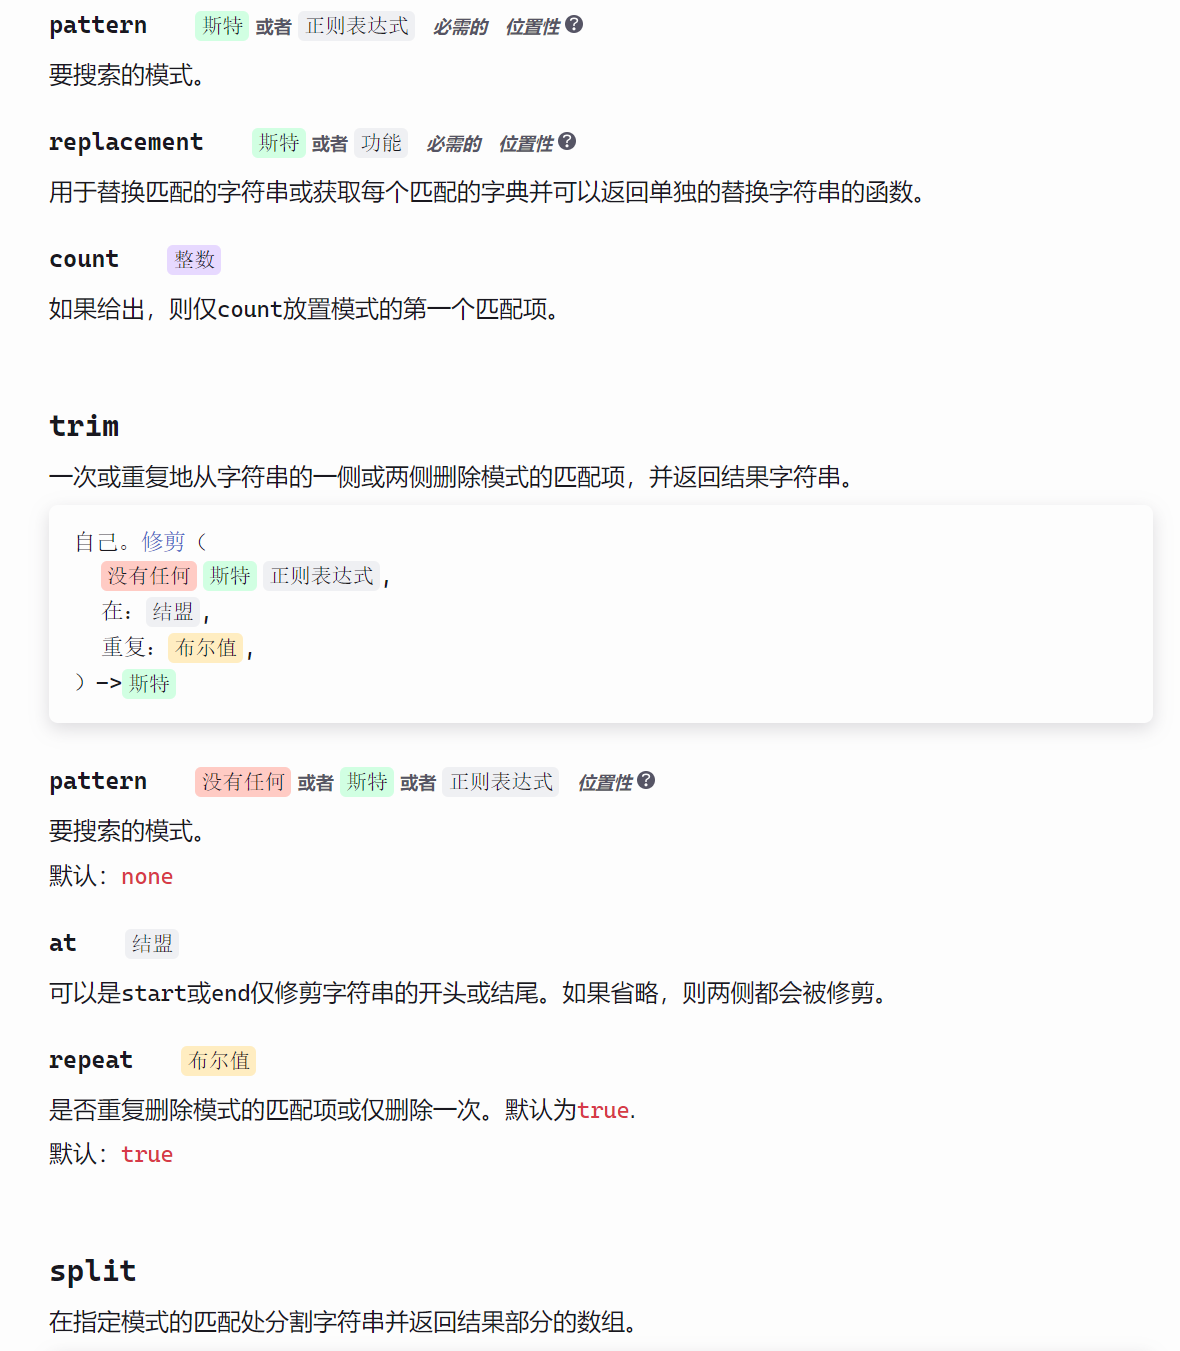 pattern 斯特 或者 正则表达式 必需的 位置性 ?
要搜索的模式。
replacement 斯特 或者 功能 必需的 位置性 ?
用于替换匹配的字符串或获取每个匹配的字典并可以返回单独的替换字符串的函数。
count 整数
如果给出，则仅count放置模式的第一个匹配项。
trim
一次或重复地从字符串的一侧或两侧删除模式的匹配项，并返回结果字符串。
自己。修剪（
没有任何 斯特 正则表达式,
在：结盟,
重复：布尔值,
）->斯特
pattern 没有任何 或者 斯特 或者 正则表达式 位置性 ?
要搜索的模式。
默认：none
at 结盟
可以是start或end仅修剪字符串的开头或结尾。如果省略，则两侧都会被修剪。
repeat 布尔值
是否重复删除模式的匹配项或仅删除一次。默认为true.
默认：true
split
在指定模式的匹配处分割字符串并返回结果部分的数组。